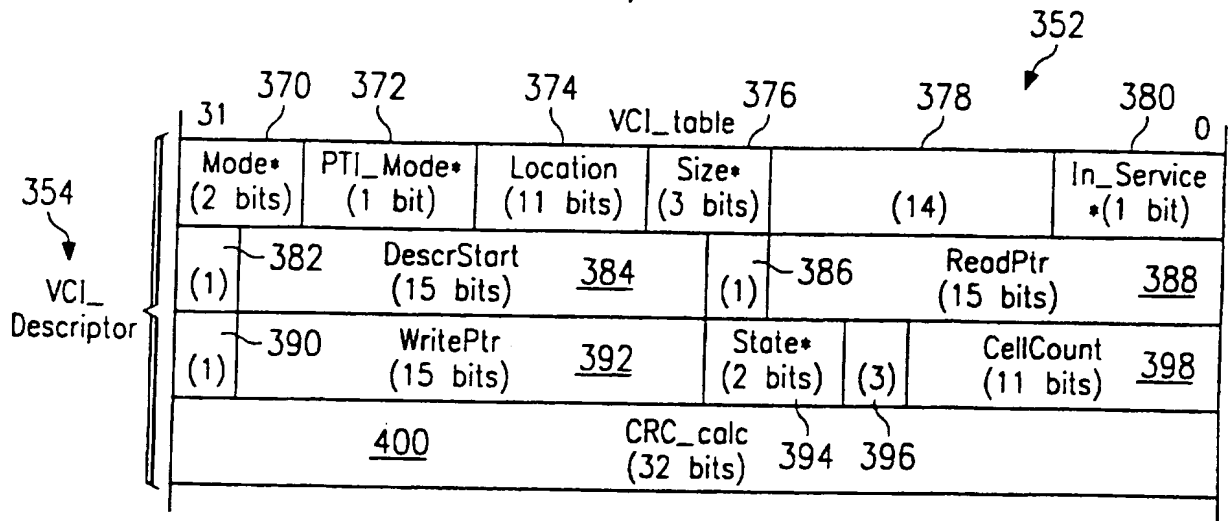 352
370 372 374 376 378 380
31 VCI_table 0
Mode* PTI_Mode* Location Size* In_Service
(2 bits) (1 bit) (11 bits) (3 bits) (14) *(1 bit)
354
382 DescrStart 384 386 ReadPtr 388
(1) (15 bits) (1) (15 bits)
VCI_
Descriptor
390 WritePtr 392 State* CellCount 398
(1) (15 bits) (2 bits) (3) (11 bits)
400 CRC_calc 394 396
(32 bits)